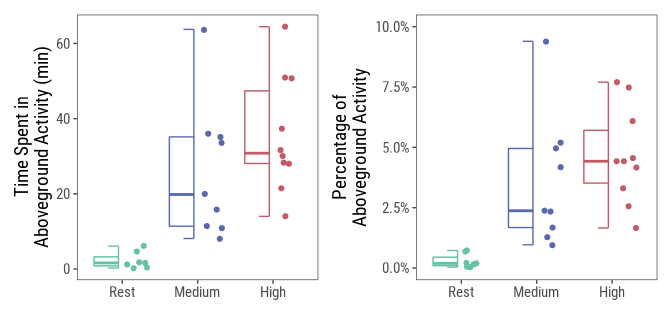 Time Spent in
Aboveground Activity (min)
60
40
20
0
Rest
Medium
High
Percentage of
Aboveground Activity
10.0%
7.5%
5.0%
2.5%
0.0%
Rest
Medium
High